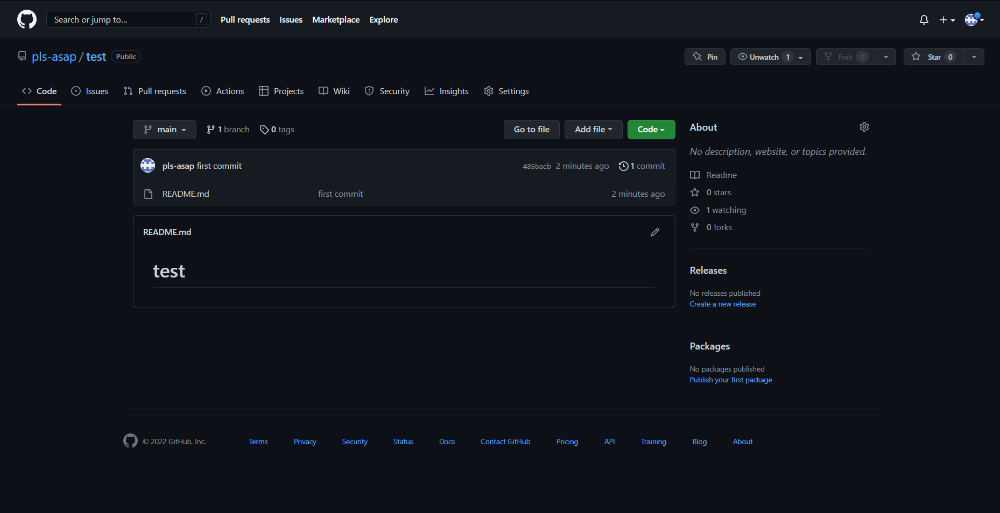 Search or jump to... /
Pull requests Issues Marketplace Explore
pls-asap / test Public
Pin Unwatch 1 Fork 0 Star 0
Code Issues Pull requests Actions Projects Wiki Security Insights Settings
main 1 branch 0 tags Go to file Add file Code
pls-asap first commit 485bacb 2 minutes ago 1 commit
README.md first commit 2 minutes ago
README.md
test
About
No description, website, or topics provided.
Readme
0 stars
1 watching
0 forks
Releases
No releases published
Create a new release
Packages
No packages published
Publish your first package
© 2022 GitHub, Inc. Terms Privacy Security Status Docs Contact GitHub Pricing API Training Blog About